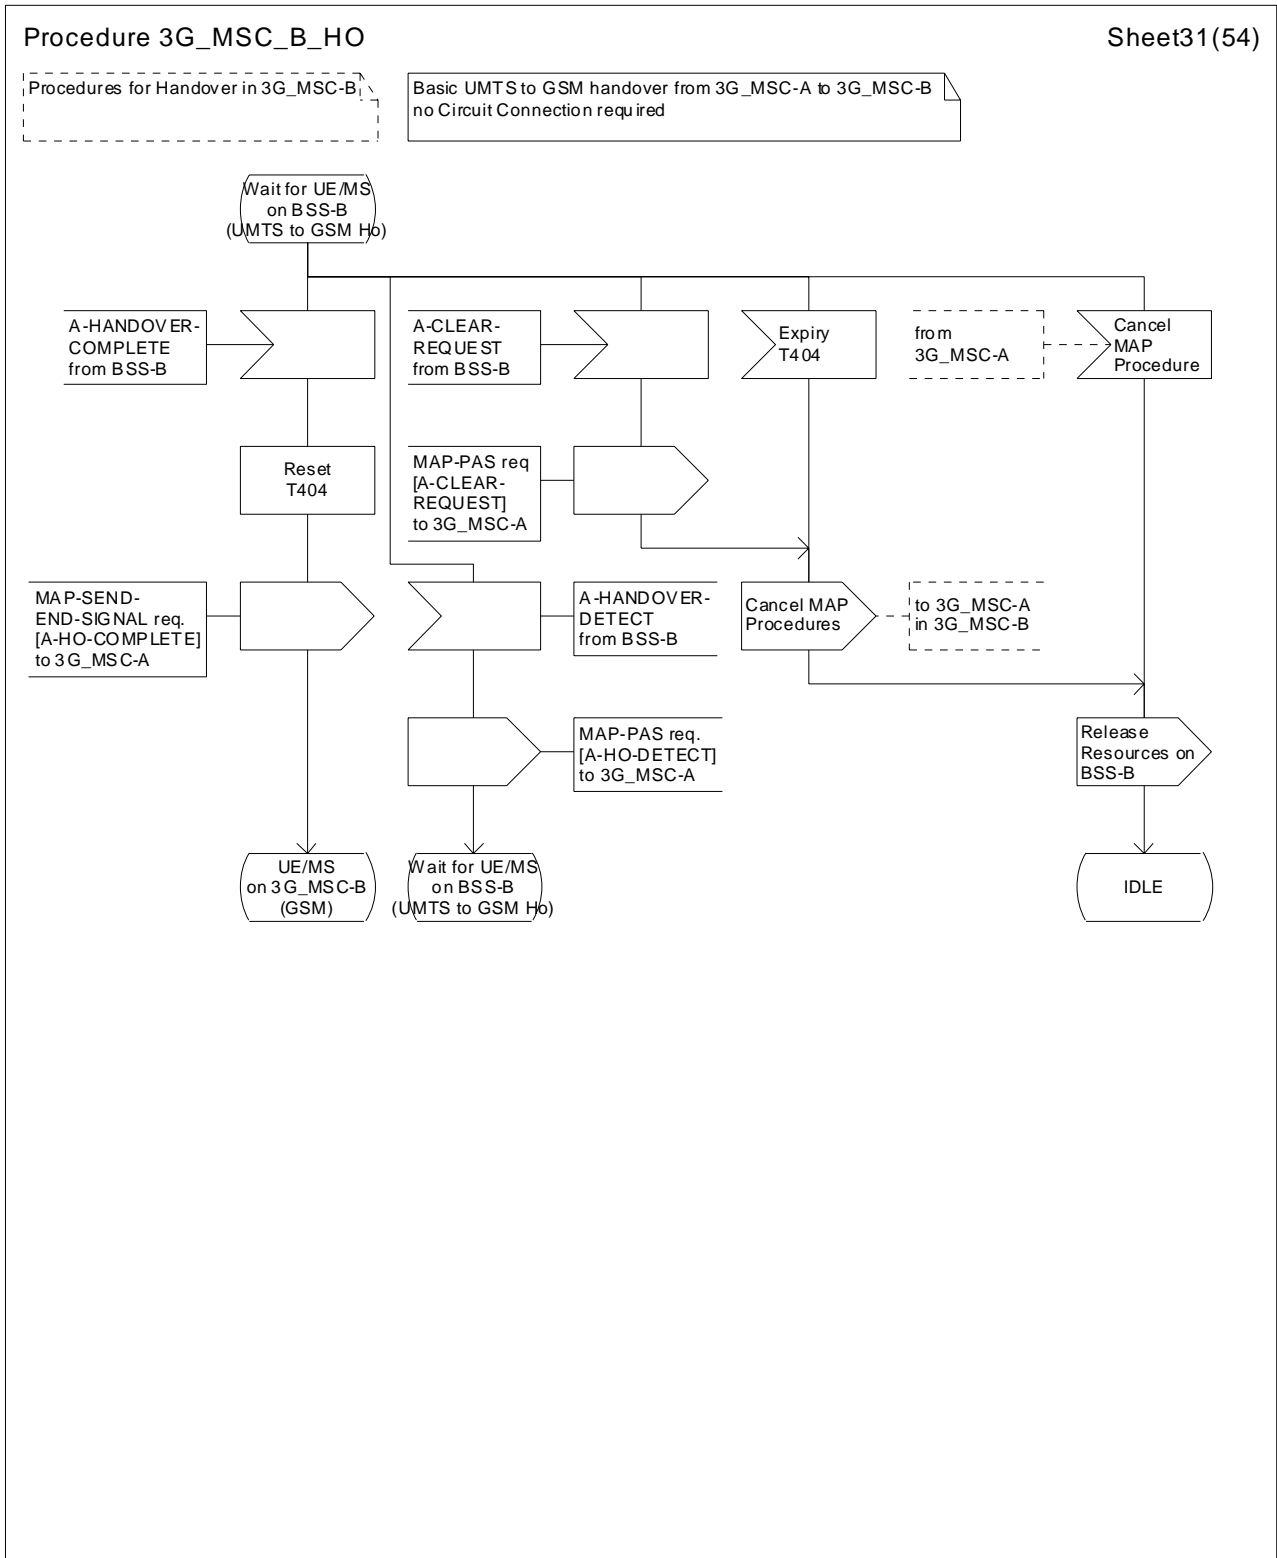 Procedure 3G_MSC_B_HO
Sheet31(54)
Procedures for Handover in 3G_MSC-B
Basic UMTS to GSM handover from 3G_MSC-A to 3G_MSC-B
no Circuit Connection required
Wait for UE/MS
on BSS-B
(UMTS to GSM Ho)
A-HANDOVER-
COMPLETE
from BSS-B
A-CLEAR-
REQUEST
from BSS-B
Expiry
T404
from
3G_MSC-A
Cancel
MAP
Procedure
Reset
T404
MAP-PAS req
[A-CLEAR-
REQUEST]
to 3G_MSC-A
MAP-SEND-
END-SIGNAL req.
[A-HO-COMPLETE]
to 3G_MSC-A
A-HANDOVER-
DETECT
from BSS-B
Cancel MAP
Procedures
to 3G_MSC-A
in 3G_MSC-B
MAP-PAS req.
[A-HO-DETECT]
to 3G_MSC-A
Release
Resources on
BSS-B
UE/MS
on 3G_MSC-B
(GSM)
Wait for UE/MS
on BSS-B
(UMTS to GSM Ho)
IDLE